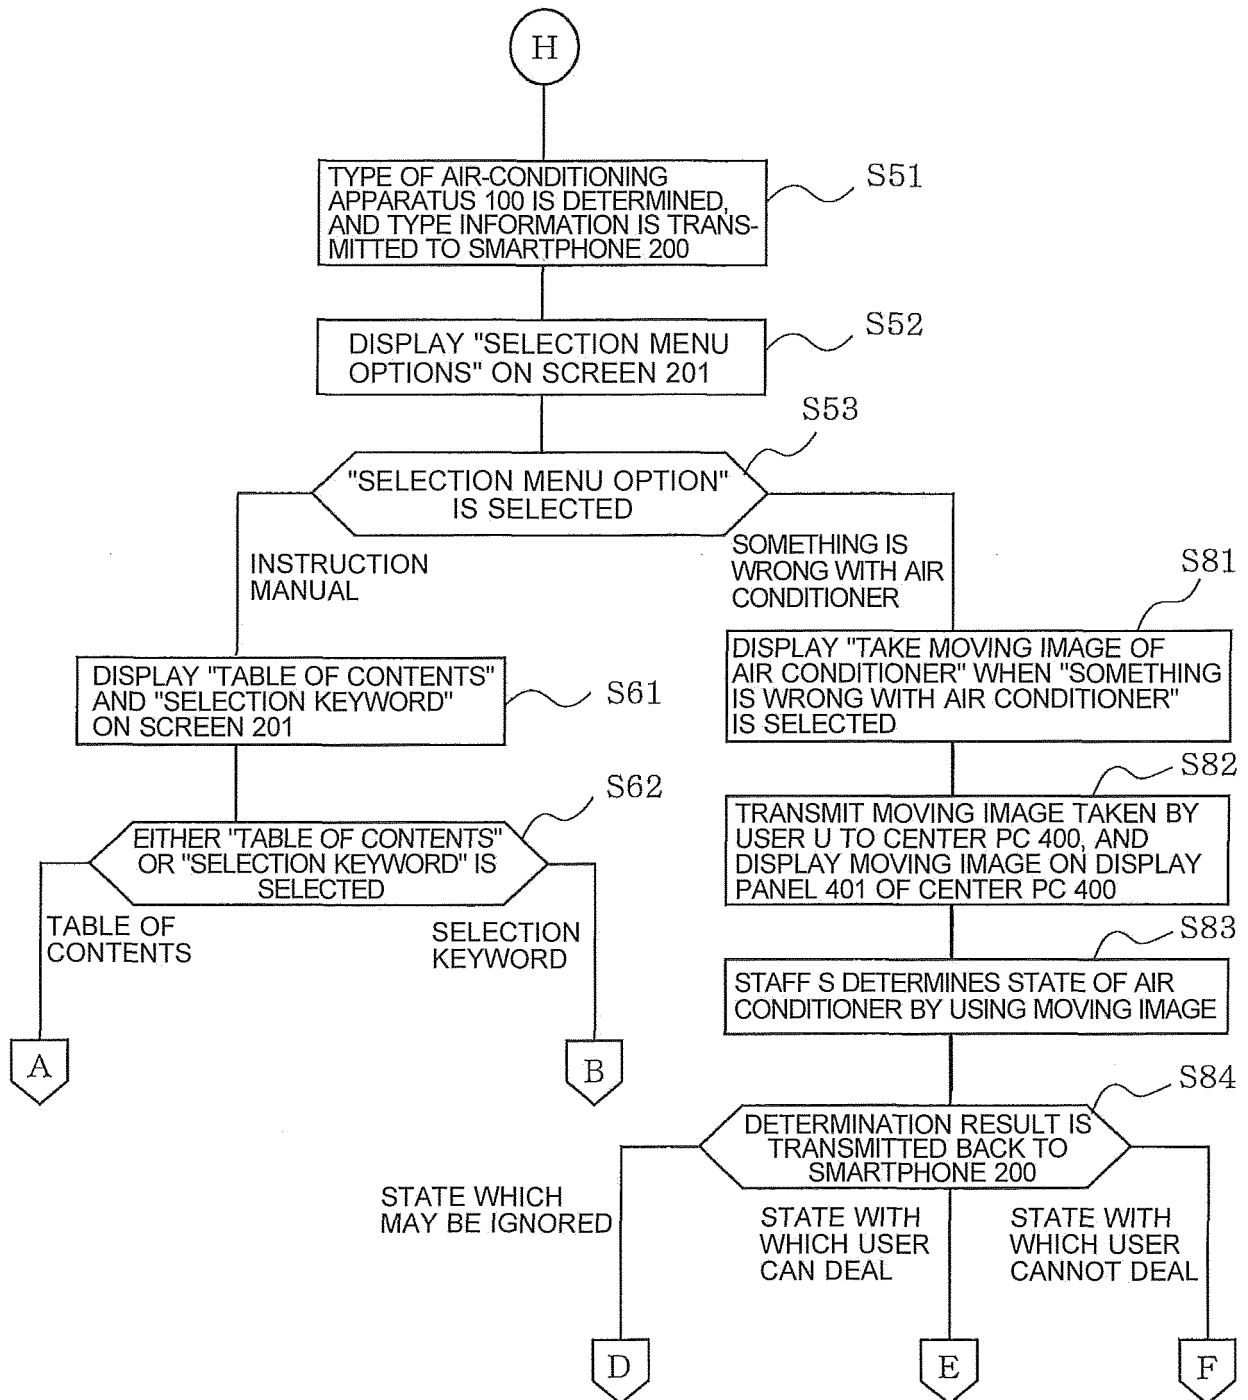 H
TYPE OF AIR-CONDITIONING
APPARATUS 100 IS DETERMINED,
AND TYPE INFORMATION IS TRANS-
MITTED TO SMARTPHONE 200
S51
DISPLAY "SELECTION MENU
OPTIONS" ON SCREEN 201
S52
S53
"SELECTION MENU OPTION"
IS SELECTED
INSTRUCTION
MANUAL
SOMETHING IS
WRONG WITH AIR
CONDITIONER
DISPLAY "TABLE OF CONTENTS"
AND "SELECTION KEYWORD"
ON SCREEN 201
S61
S62
EITHER "TABLE OF CONTENTS"
OR "SELECTION KEYWORD" IS
SELECTED
TABLE OF
CONTENTS
SELECTION
KEYWORD
A
B
S81
DISPLAY "TAKE MOVING IMAGE OF
AIR CONDITIONER" WHEN "SOMETHING
IS WRONG WITH AIR CONDITIONER"
IS SELECTED
S82
TRANSMIT MOVING IMAGE TAKEN BY
USER U TO CENTER PC 400, AND
DISPLAY MOVING IMAGE ON DISPLAY
PANEL 401 OF CENTER PC 400
S83
STAFF S DETERMINES STATE OF AIR
CONDITIONER BY USING MOVING IMAGE
S84
DETERMINATION RESULT IS
TRANSMITTED BACK TO
SMARTPHONE 200
STATE WHICH
MAY BE IGNORED
STATE WITH
WHICH USER
CAN DEAL
STATE WITH
WHICH USER
CANNOT DEAL
D
E
F